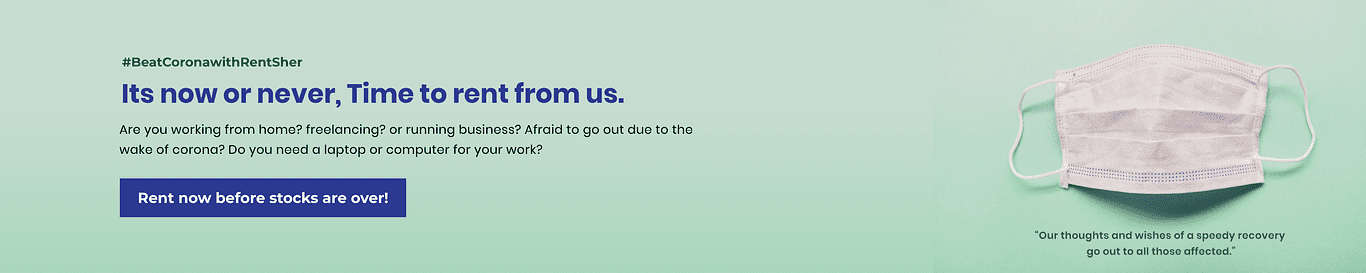 #BeatCoronawithRentSher
Its now or never, Time to rent from us.
Are you working from home? freelancing? or running business? Afraid to go out due to the
wake of corona? Do you need a laptop or computer for your work?
Rent now before stocks are over!
"Our thoughts and wishes of a speedy recovery
go out to all those affected."